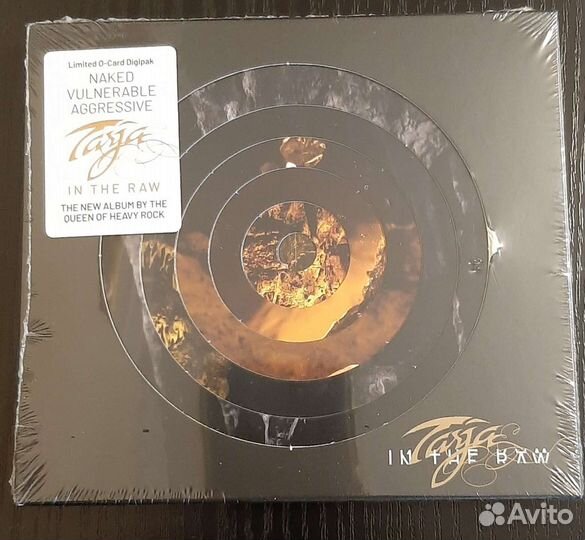 Limited O-Card Digipak
NAKED
VULNERABLE
AGGRESSIVE
Tarja
IN THE RAW
THE NEW ALBUM BY THE
QUEEN OF HEAVY ROCK
Tarja
IN THE RAW
Avito